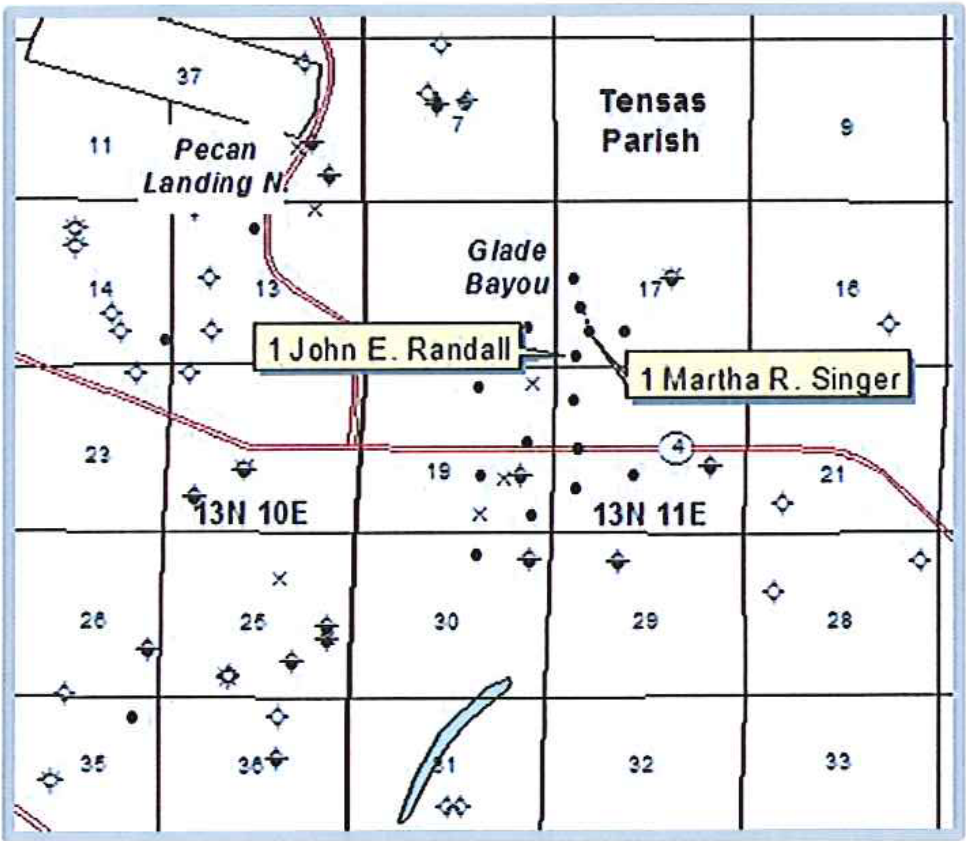 37
7
Tensas
Parish
9
11
Pecan
Landing N.
Glade
Bayou
14
13
17
16
1 John E. Randall
1 Martha R. Singer
4
23
19
21
13N 10E
13N 11E
26
25
30
29
28
35
36
31
32
33